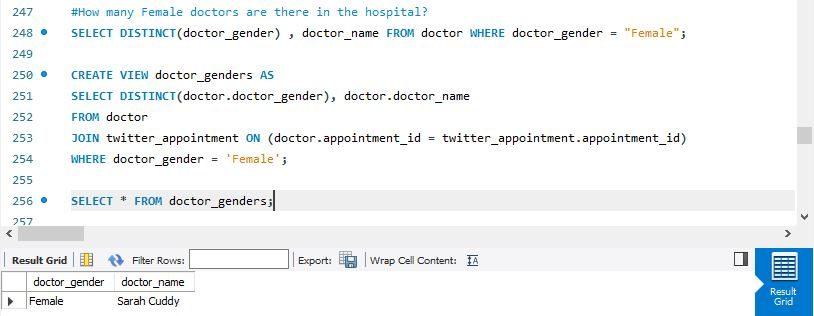 247 #How many Female doctors are there in the hospital?
248 SELECT DISTINCT(doctor_gender) , doctor_name FROM doctor WHERE doctor_gender = "Female";
249
250 CREATE VIEW doctor_genders AS
251 SELECT DISTINCT(doctor.doctor_gender), doctor.doctor_name
252 FROM doctor
253 JOIN twitter_appointment ON (doctor.appointment_id = twitter_appointment.appointment_id)
254 WHERE doctor_gender = 'Female';
255
256 SELECT * FROM doctor_genders;
257
Result Grid Filter Rows: Export: Wrap Cell Content:
doctor_gender doctor_name
Female Sarah Cuddy
Result
Grid